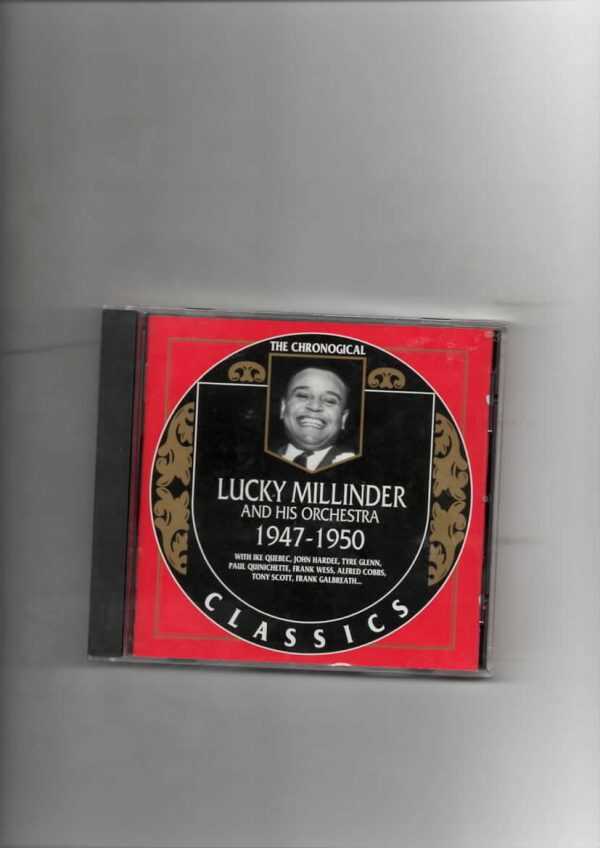 THE CHRONOGICAL
LUCKY MILLINDER
AND HIS ORCHESTRA
1947-1950
WITH IKE QUEBEC, JOHN HARDEE, TYRE GLENN,
PAUL QUINICHETTE, FRANK WESS, ALFRED COBBS,
TONY SCOTT, FRANK GALBREATH...
CLASSICS